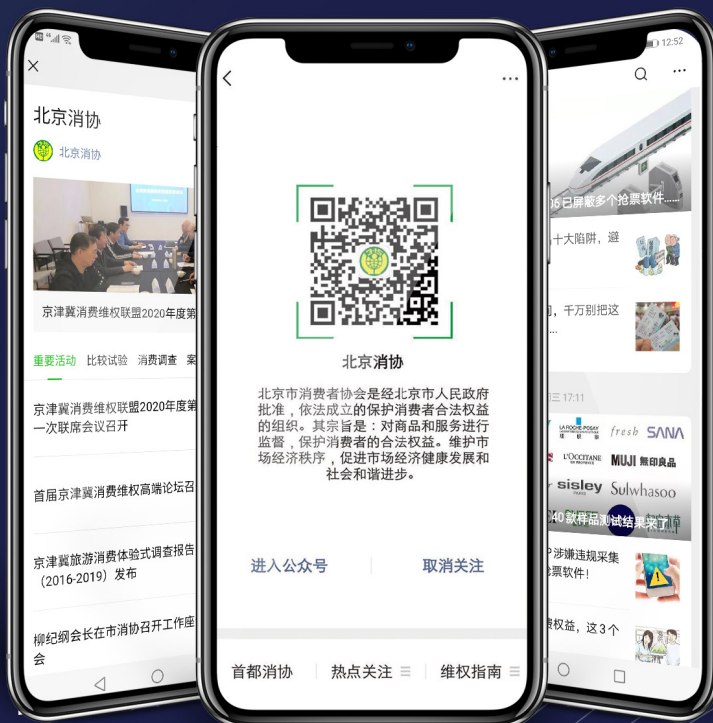 北京消协
北京消协
京津冀消费维权联盟2020年度第
重要活动 比较试验 消费调查 案
京津冀消费维权联盟2020年度第
一次联席会议召开
首届京津冀消费维权高端论坛召
京津冀旅游消费体验式调查报告
(2016-2019)发布
柳纪纲会长在市消协召开工作座
会
北京消协
北京市消费者协会是经北京市人民政府
批准，依法成立的保护消费者合法权益
的组织。其宗旨是：对商品和服务进行
监督，保护消费者的合法权益。维护市
场经济秩序，促进市场经济健康发展和
社会和谐进步。
进入公众号
取消关注
首都消协
热点关注
维权指南
12:52
06已屏蔽多个抢票软件......
十大陷阱，避
，千万别把这
三 17:11
LA ROCHE-POSAY
fresh SANA
L'OCCITANE
EN PROVENCE
MUJI 無印良品
sisley
PARIS
Sulwhasoo
40款样品测试结果来了
P涉嫌违规采集
票软件！
费权益，这3个